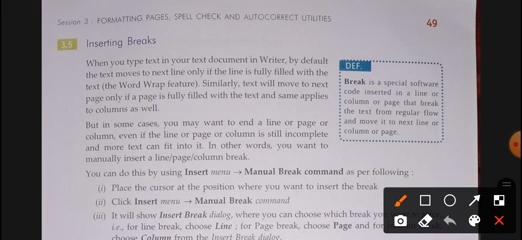 Session 3 : FORMATTING PAGES, SPELL CHECK AND AUTOCORRECT UTILITIES
49
3.5 Inserting Breaks
When you type text in your text document in Writer, by default
the text moves to next line only if the line is fully filled with the
text (the Word Wrap feature). Similarly, text will move to next
page only if a page is fully filled with the text and same applies
to columns as well.
DEF.
Break is a special software
code inserted in a line or
column or page that break
the text from regular flow
and move it to next line or
column or page.
But in some cases, you may want to end a line or page or
column, even if the line or page or column is still incomplete
and more text can fit into it. In other words, you want to
manually insert a line/page/column break.
You can do this by using Insert menu → Manual Break command as per following :
(i) Place the cursor at the position where you want to insert the break
(ii) Click Insert menu → Manual Break command
(iii) It will show Insert Break dialog, where you can choose which break you
i.e., for line break, choose Line ; for Page break, choose Page and for
choose Column from the Insert Break dialog.